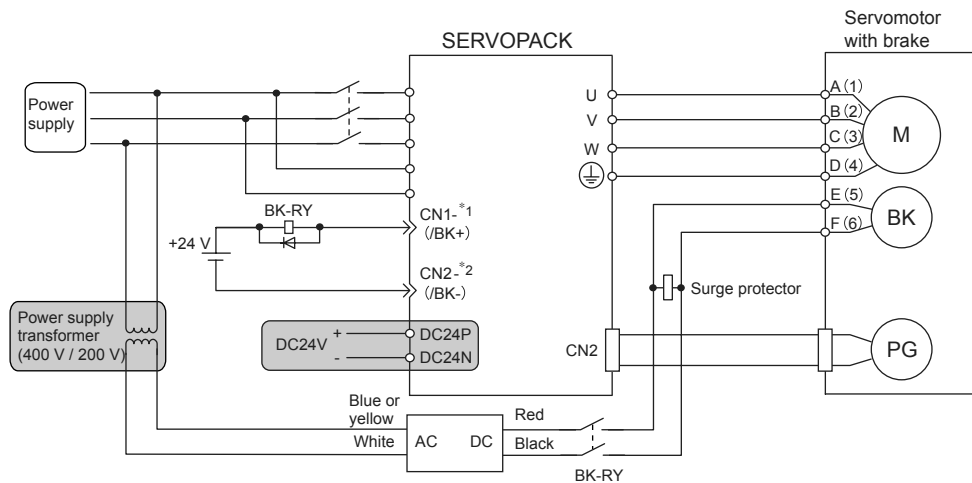 SERVOPACK
Servomotor
with brake
Power
supply
U
V
W
A (1)
B (2)
C (3)
D (4)
M
E (5)
F (6)
BK
BK-RY
+24 V
CN1-*1
(/BK+)
CN2-*2
(/BK-)
Surge protector
Power supply
transformer
(400 V / 200 V)
DC24V
+
-
DC24P
DC24N
CN2
PG
Blue or
yellow
White
AC
DC
Red
Black
BK-RY